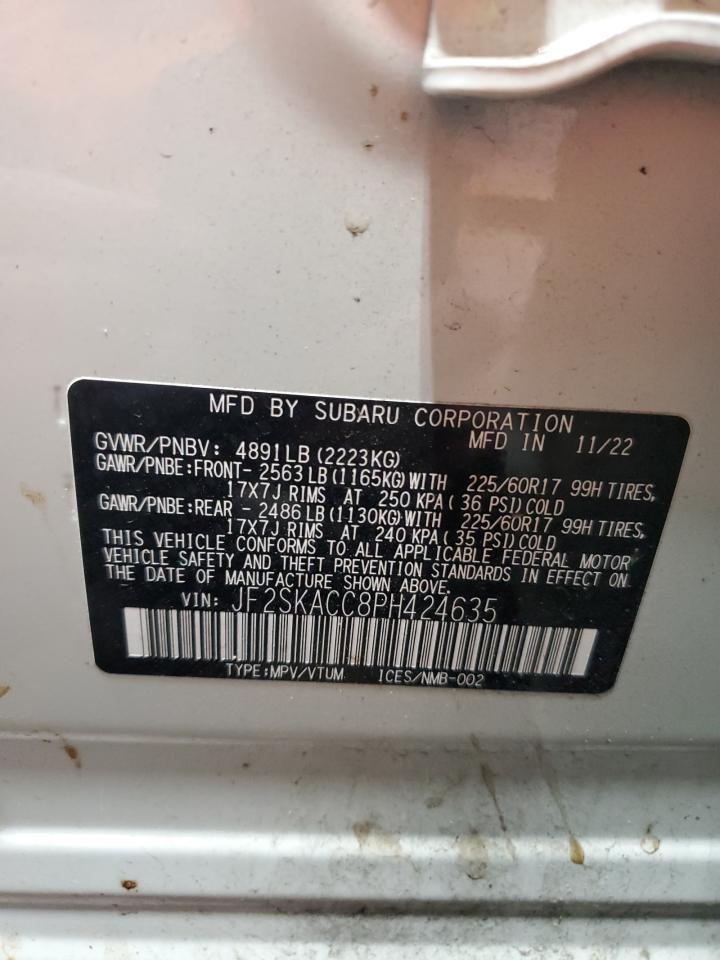 MFD BY SUBARU CORPORATION
GVWR/PNBV: 4891LB(2223KG) MFD IN 11/22
GAWR/PNBE:FRONT- 2563LB(1165KG)WITH 225/60R17 99H TIRES,
17X7J RIMS AT 250 KPA( 36 PSI)COLD
GAWR/PNBE:REAR - 2486LB(1130KG)WITH 225/60R17 99H TIRES,
17X7J RIMS AT 240 KPA( 35 PSI)COLD
THIS VEHICLE CONFORMS TO ALL APPLICABLE FEDERAL MOTOR
VEHICLE SAFETY AND THEFT PREVENTION STANDARDS IN EFFECT ON
THE DATE OF MANUFACTURE SHOWN ABOVE.
VIN: JF2SKACC8PH424635
TYPE:MPV/VTUM ICES/NMB-002